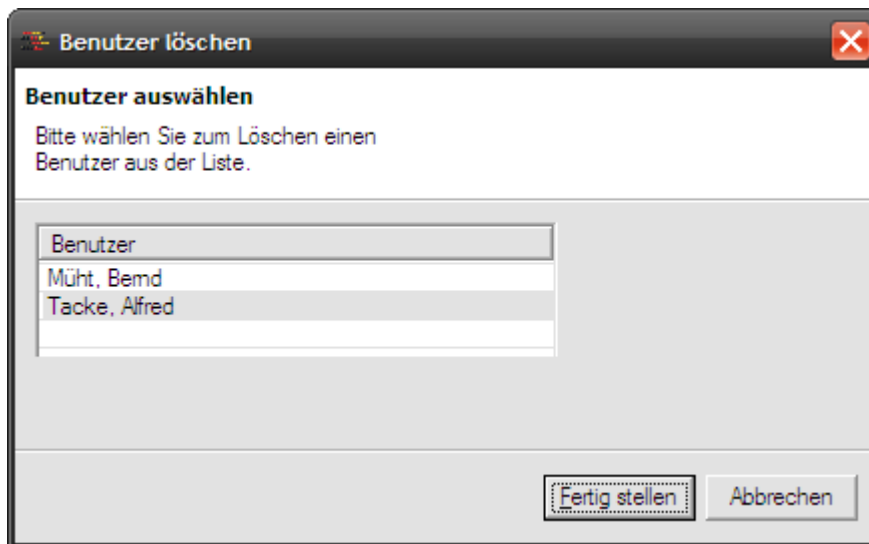 Benutzer löschen
Benutzer auswählen
Bitte wählen Sie zum Löschen einen
Benutzer aus der Liste.
Benutzer
Müht, Bernd
Tacke, Alfred
Fertig stellen
Abbrechen